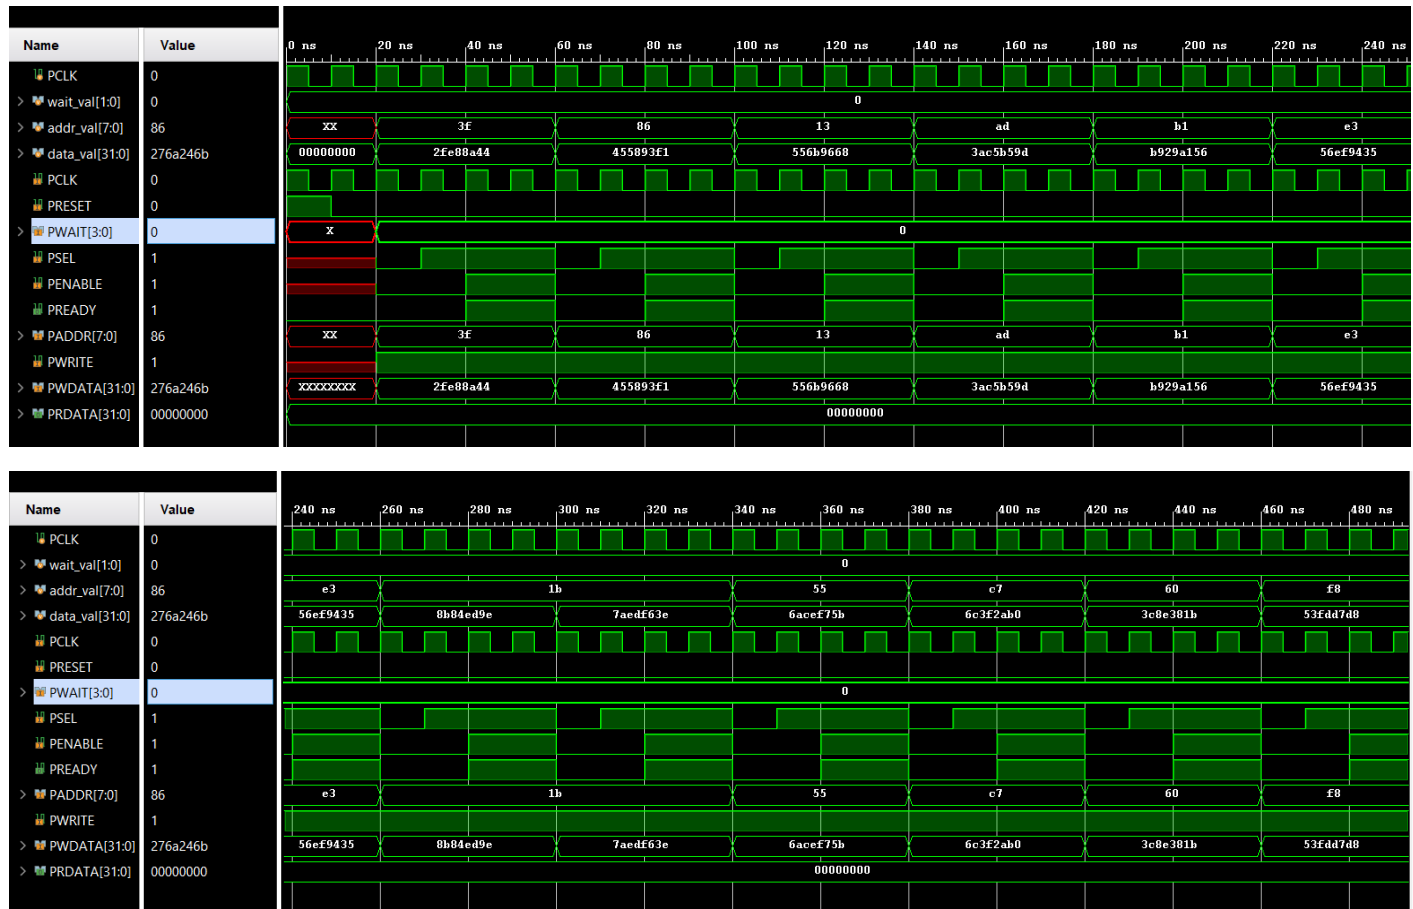 Name Value 0 ns 20 ns 40 ns 60 ns 80 ns 100 ns 120 ns 140 ns 160 ns 180 ns 200 ns 220 ns 240 ns
PCLK 0
wait_val[1:0] 0 0
addr_val[7:0] 86 XX 3f 86 13 ad b1 e3
data_val[31:0] 276a246b 00000000 2fe88a44 455893f1 556b9668 3ac5b59d b929a156 56ef9435
PCLK 0
PRESET 0
PWAIT[3:0] 0 X 0
PSEL 1
PENABLE 1
PREADY 1
PADDR[7:0] 86 XX 3f 86 13 ad b1 e3
PWRITE 1
PWDATA[31:0] 276a246b XXXXXXXX 2fe88a44 455893f1 556b9668 3ac5b59d b929a156 56ef9435
PRDATA[31:0] 00000000 00000000
Name Value 240 ns 260 ns 280 ns 300 ns 320 ns 340 ns 360 ns 380 ns 400 ns 420 ns 440 ns 460 ns 480 ns
PCLK 0
wait_val[1:0] 0 0
addr_val[7:0] 86 e3 1b 55 c7 60 f8
data_val[31:0] 276a246b 56ef9435 8b84ed9e 7aedf63e 6acef75b 6c3f2ab0 3c8e381b 53fdd7d8
PCLK 0
PRESET 0
PWAIT[3:0] 0 0
PSEL 1
PENABLE 1
PREADY 1
PADDR[7:0] 86 e3 1b 55 c7 60 f8
PWRITE 1
PWDATA[31:0] 276a246b 56ef9435 8b84ed9e 7aedf63e 6acef75b 6c3f2ab0 3c8e381b 53fdd7d8
PRDATA[31:0] 00000000 00000000